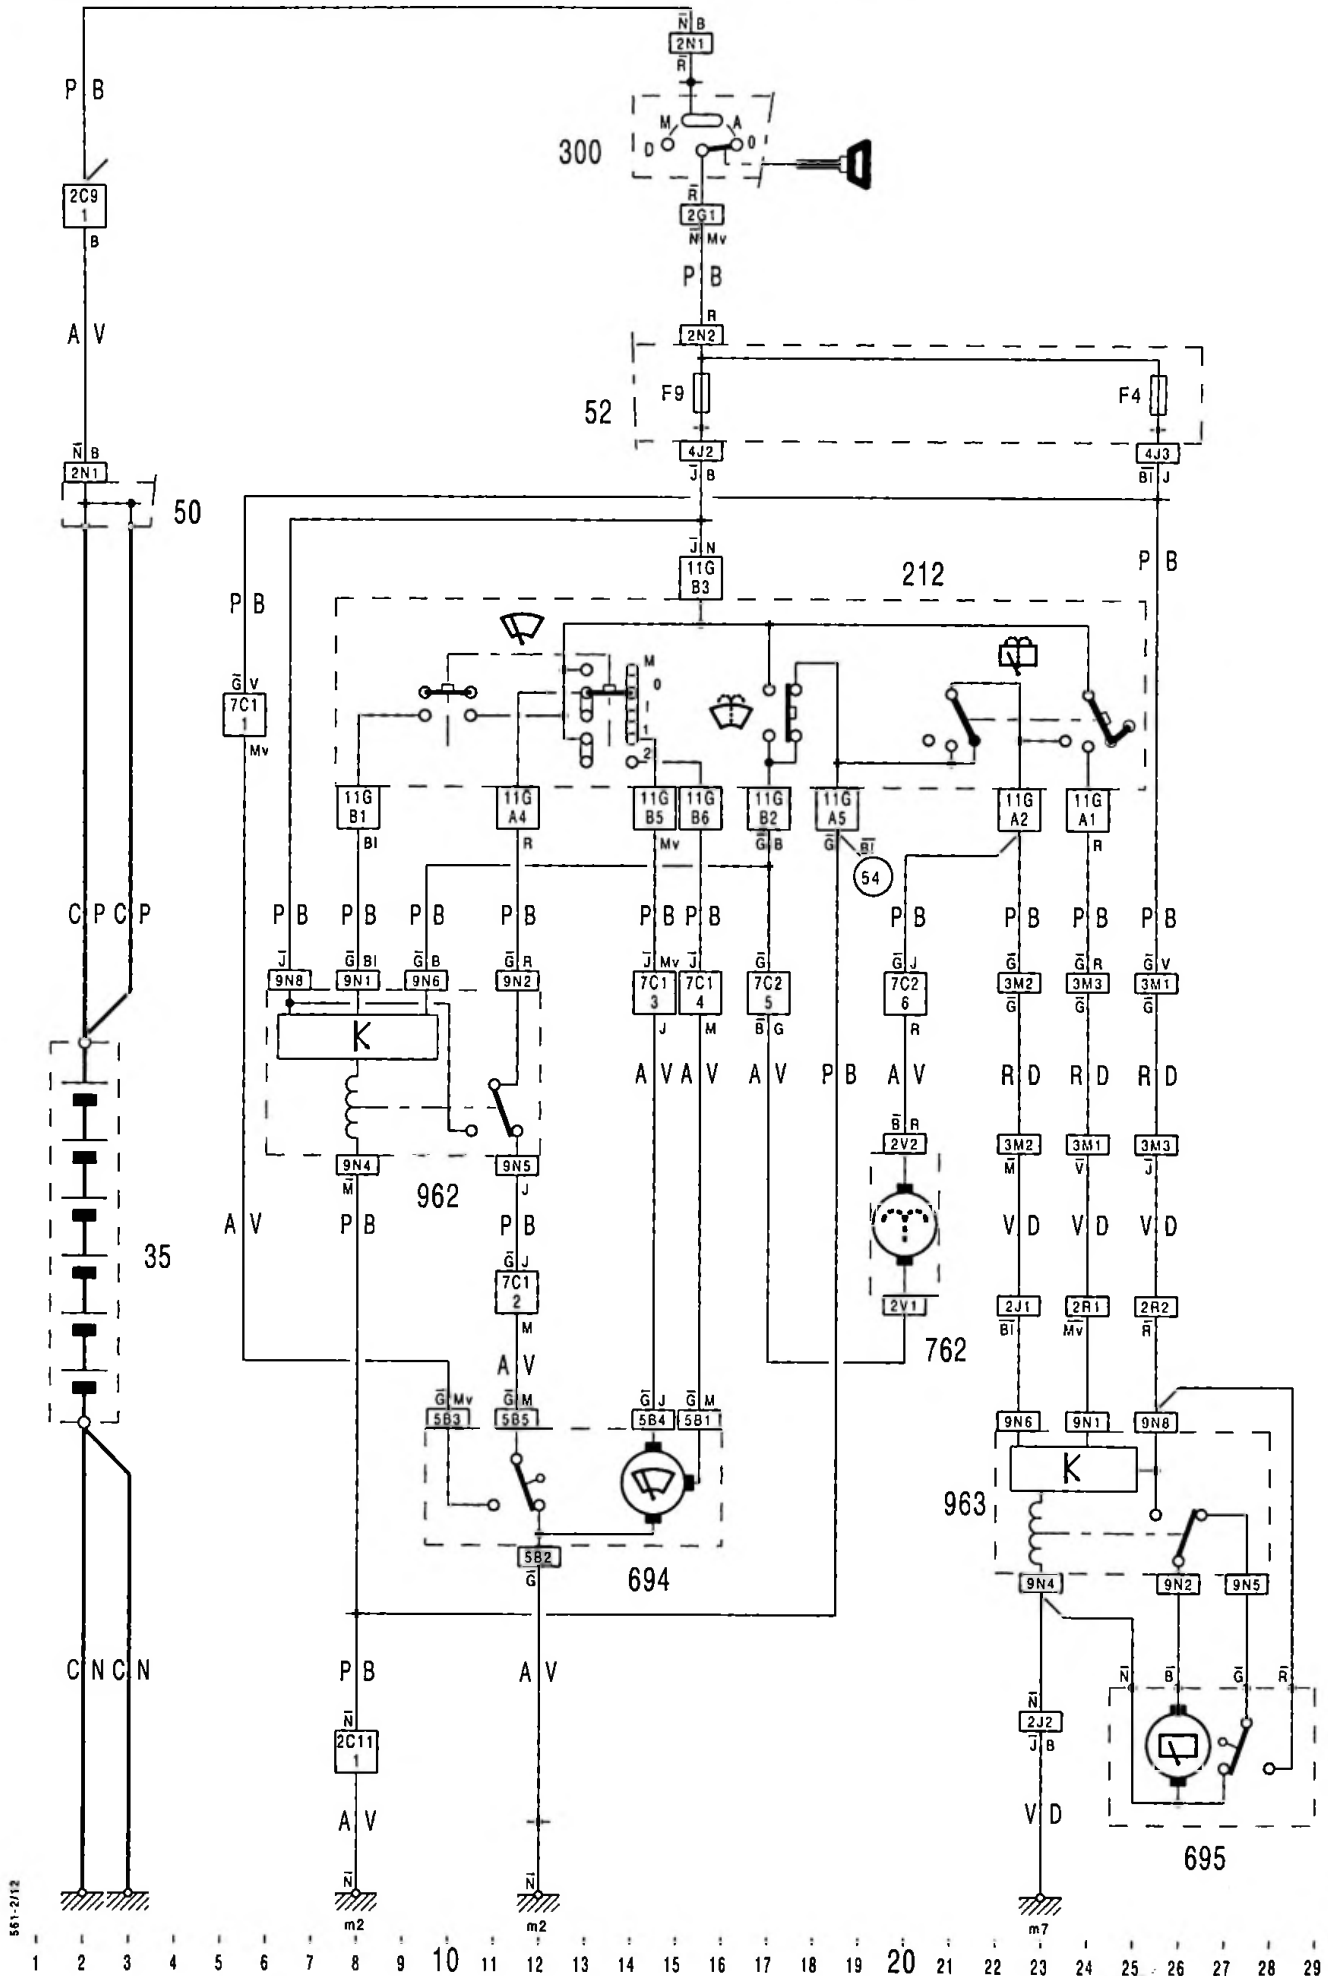 N̄ B
2N1
R̄
P B
M A
D 0
300
2C9
1
B
R̄
2G1
N̄ Mv
P B
A V
R
2N2
F9 F4
52
N̄ B
2N1
4J2 4J3
J̄ B B̄l̄ J
50
J̄ N
11G
B3
P B
212
P B
M
0
I
1
2
Ḡ V
7C1
1
Mv
11G 11G 11G 11G 11G 11G 11G 11G
B1 A4 B5 B6 B2 A5 A2 A1
Bl R Mv Ḡ B Ḡ B̄l̄ R
54
C P C P P B P B P B P B P B P B P B P B P B P B
J̄ Ḡ Bl Ḡ B Ḡ R J̄ Mv J̄ Ḡ Ḡ J Ḡ Ḡ R Ḡ V
9N8 9N1 9N6 9N2 7C1 7C1 7C2 7C2 3M2 3M3 3M1
3 4 5 6 Ḡ Ḡ Ḡ
K J M B̄ G R
A V A V A V P B A V R D R D R D
B̄ R
9N4 9N5 2V2 3M2 3M1 3M3
M̄ J M̄ V̄ J̄
962
A V P B P B V D V D V D
35
Ḡ J
7C1
2
M
2V1 2J1 2R1 2R2
B̄l̄ M̄v̄ R̄
762
A V
Ḡ Mv Ḡ M Ḡ J Ḡ M
5B3 5B5 5B4 5B1 9N6 9N1 9N8
K
963
5B2
Ḡ
694
9N4 9N2 9N5
C N C N P B A V N̄ B̄ Ḡ R̄
N̄ N̄
2C11 2J2
1 J̄ B
A V V D
695
N̄ N̄
m2 m2 m7
561-2/12
1 2 3 4 5 6 7 8 9 10 11 12 13 14 15 16 17 18 19 20 21 22 23 24 25 26 27 28 29